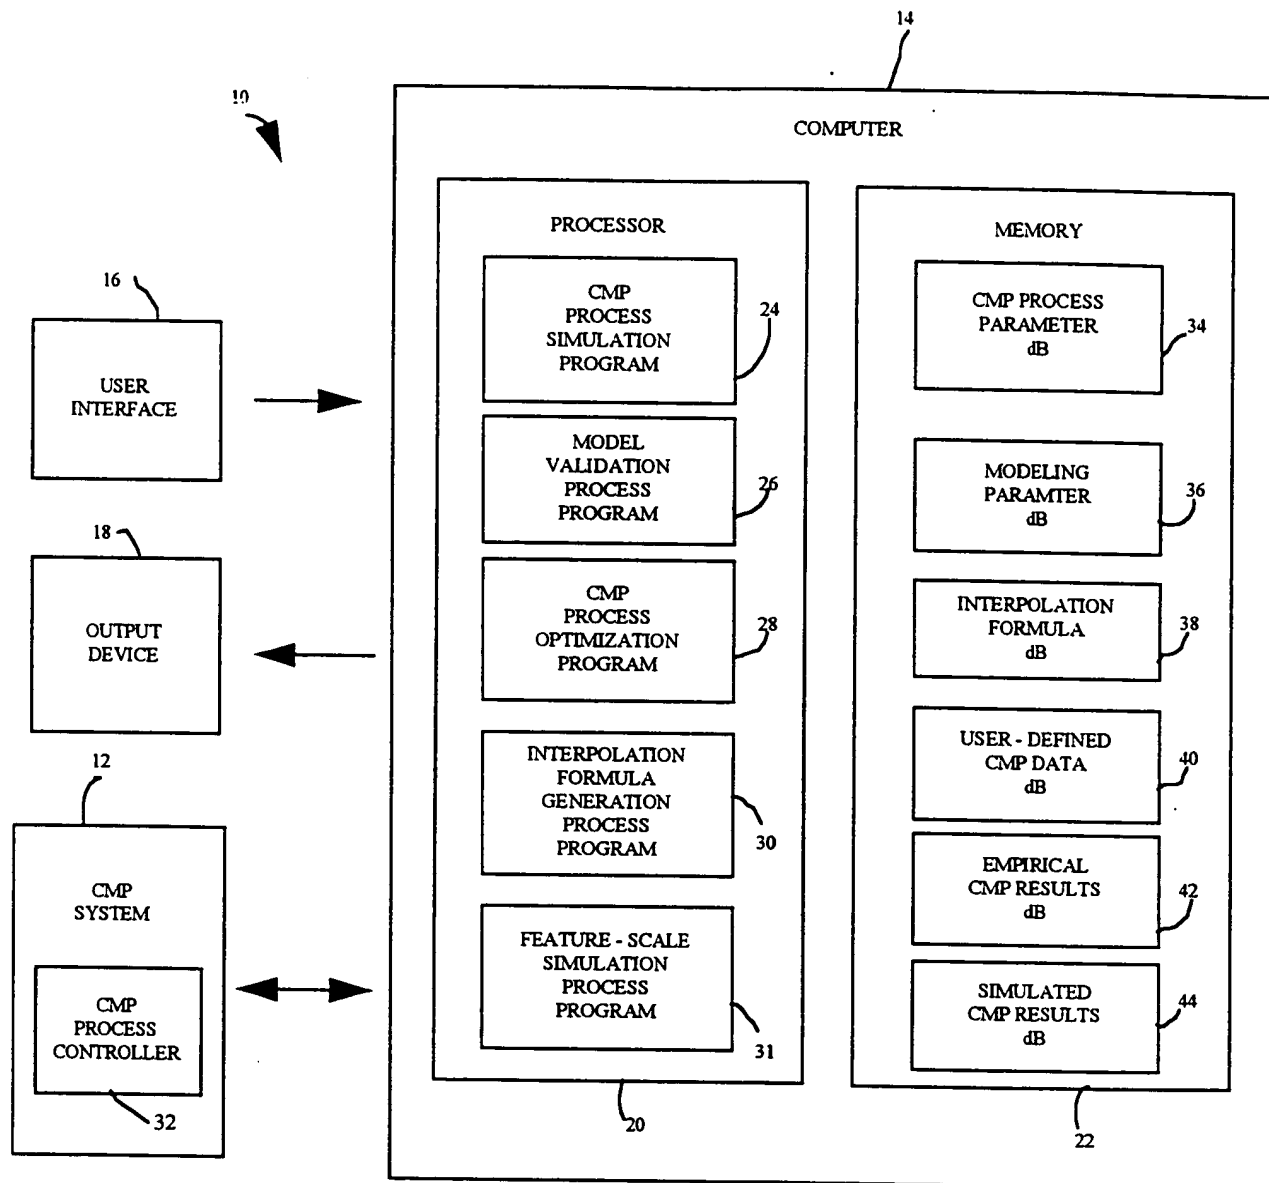 14
10
COMPUTER
PROCESSOR
MEMORY
CMP
PROCESS
SIMULATION
PROGRAM
24
CMP PROCESS
PARAMETER
dB
34
16
USER
INTERFACE
MODEL
VALIDATION
PROCESS
PROGRAM
26
MODELING
PARAMTER
dB
36
18
OUTPUT
DEVICE
CMP
PROCESS
OPTIMIZATION
PROGRAM
28
INTERPOLATION
FORMULA
dB
38
INTERPOLATION
FORMULA
GENERATION
PROCESS
PROGRAM
30
USER - DEFINED
CMP DATA
dB
40
12
CMP
SYSTEM
CMP
PROCESS
CONTROLLER
32
EMPIRICAL
CMP RESULTS
dB
42
FEATURE - SCALE
SIMULATION
PROCESS
PROGRAM
31
SIMULATED
CMP RESULTS
dB
44
20
22